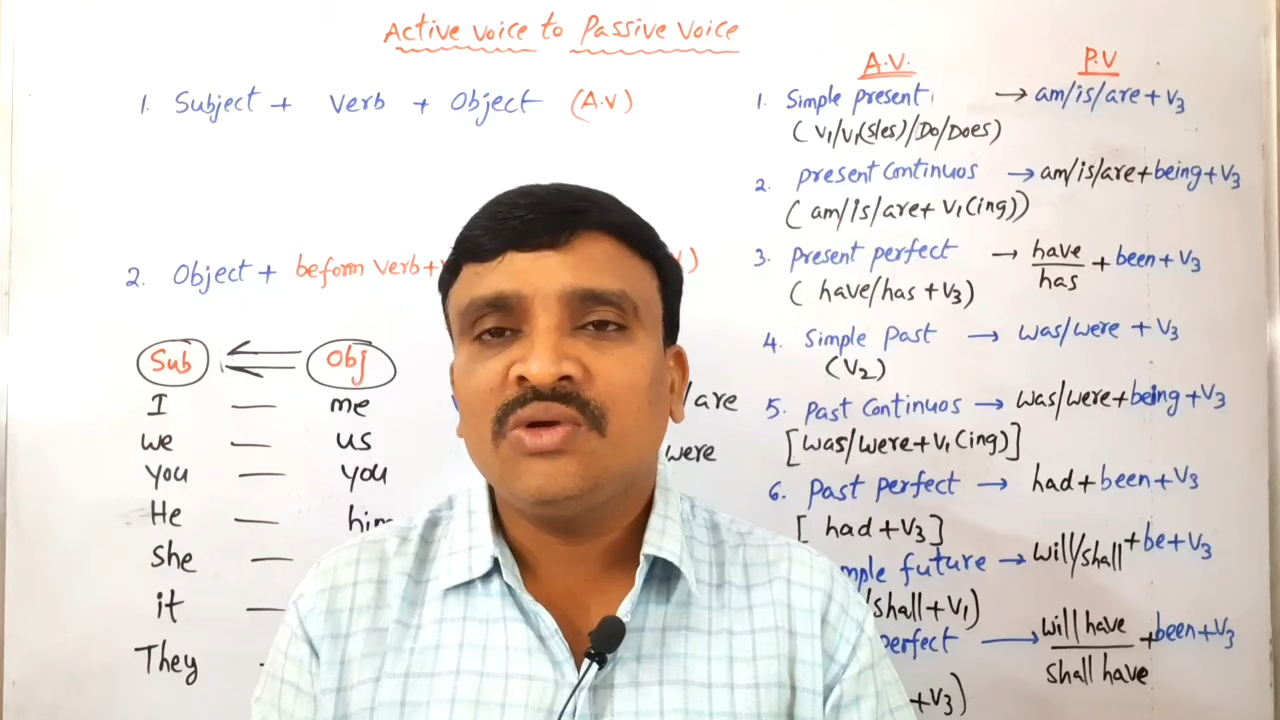 Active voice to Passive voice
1. Subject + Verb + Object (A.V)
2. Object + beform Verb+
Sub Obj
I — me
we — us
you — you
He — him
she —
it —
They
/are
were
A.V. P.V
1. Simple present → am/is/are + V3
(V1/V1(s/es)/Do/Does)
2. present Continuos → am/is/are+being+V3
(am/is/are+ V1(ing))
3. Present perfect → have/has + been + V3
(have/has +V3)
4. Simple Past → was/were + V3
(V2)
5. Past Continuos → was/were+being+V3
[was/were+V1(ing)]
6. Past perfect → had+been+V3
[had+V3]
mple future → will/shall+be+V3
/shall+V1)
perfect → will have/shall have +been+V3
+V3)